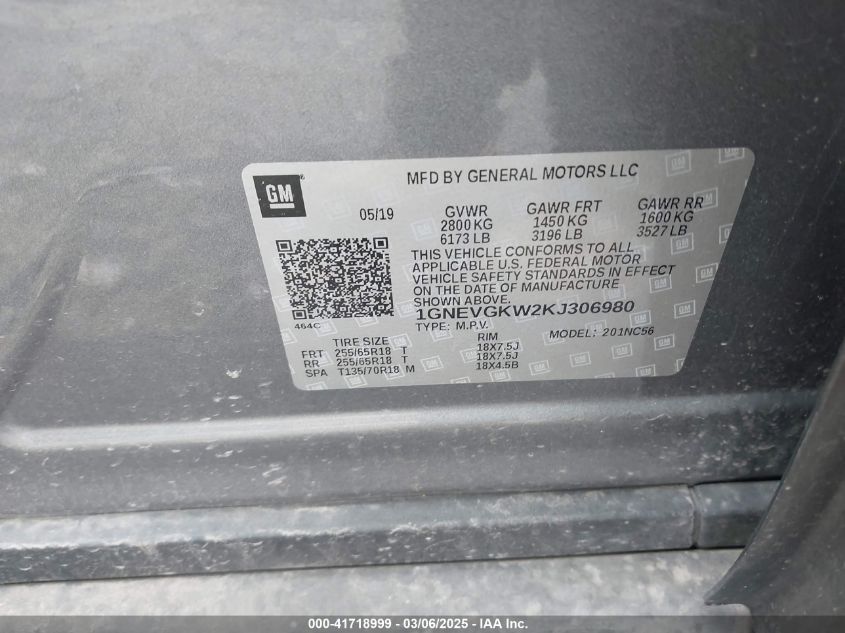 GM
MFD BY GENERAL MOTORS LLC
05/19 GVWR GAWR FRT GAWR RR
2800 KG 1450 KG 1600 KG
6173 LB 3196 LB 3527 LB
THIS VEHICLE CONFORMS TO ALL
APPLICABLE U.S. FEDERAL MOTOR
VEHICLE SAFETY STANDARDS IN EFFECT
ON THE DATE OF MANUFACTURE
SHOWN ABOVE.
464C
1GNEVGKW2KJ306980
TYPE: M.P.V. MODEL: 201NC56
TIRE SIZE RIM
FRT 255/65R18 T 18X7.5J
RR 255/65R18 T 18X7.5J
SPA T135/70R18 M 18X4.5B
000-41718999 - 03/06/2025 - IAA Inc.